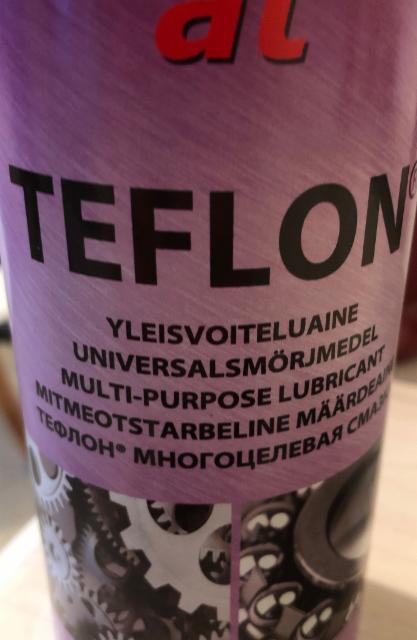 at
TEFLON®
YLEISVOITELUAINE
UNIVERSALSMÖRJMEDEL
MULTI-PURPOSE LUBRICANT
MITMEOTSTARBELINE
ТЕФЛОН® МНОГОЦЕЛЕВАЯ